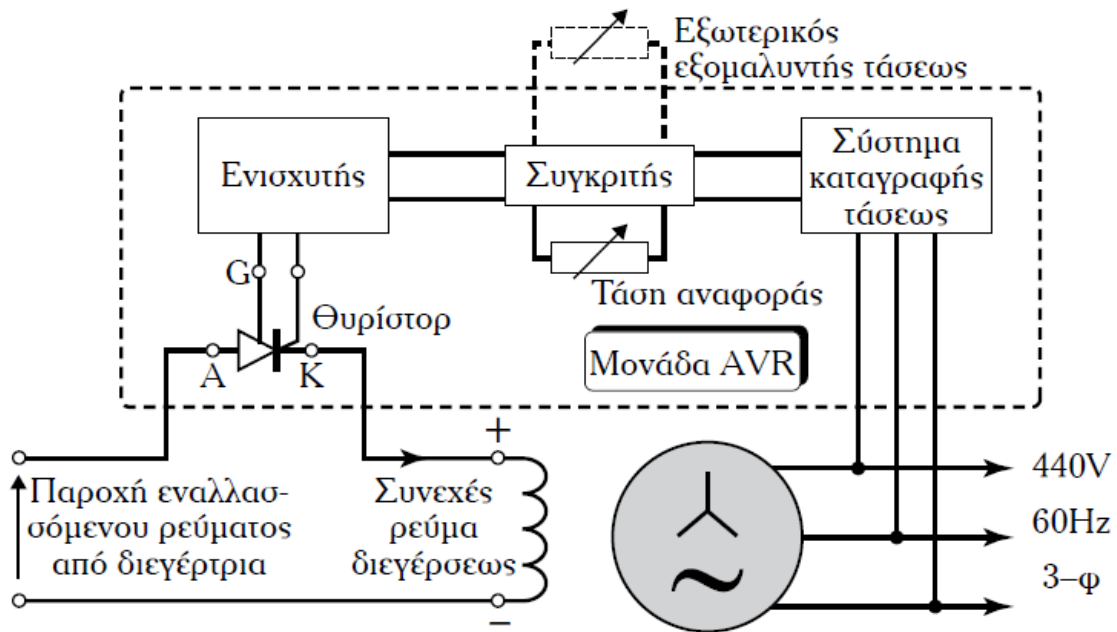 Εξωτερικός
εξομαλυντής τάσεως
Ενισχυτής
Συγκριτής
Σύστημα
καταγραφής
τάσεως
G
Τάση αναφοράς
Θυρίστορ
Μονάδα AVR
A
K
+
440V
Παροχή εναλλασ-
σόμενου ρεύματος
από διεγέρτρια
Συνεχές
ρεύμα
διεγέρσεως
60Hz
3–φ
−